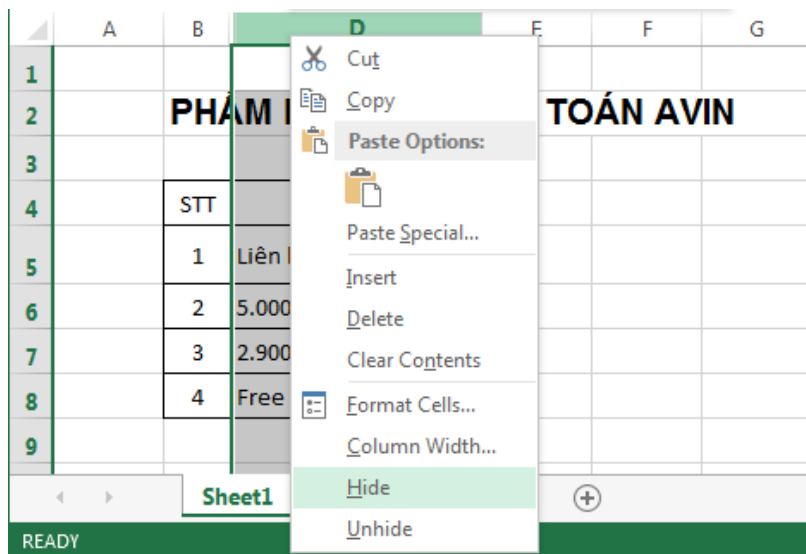 A B D E F G
1
2 PHẦM TOÁN AVIN
3
4 STT
5 1 Liên
6 2 5.000
7 3 2.900
8 4 Free
9
Cut
Copy
Paste Options:
Paste Special...
Insert
Delete
Clear Contents
Format Cells...
Column Width...
Hide
Unhide
Sheet1
READY